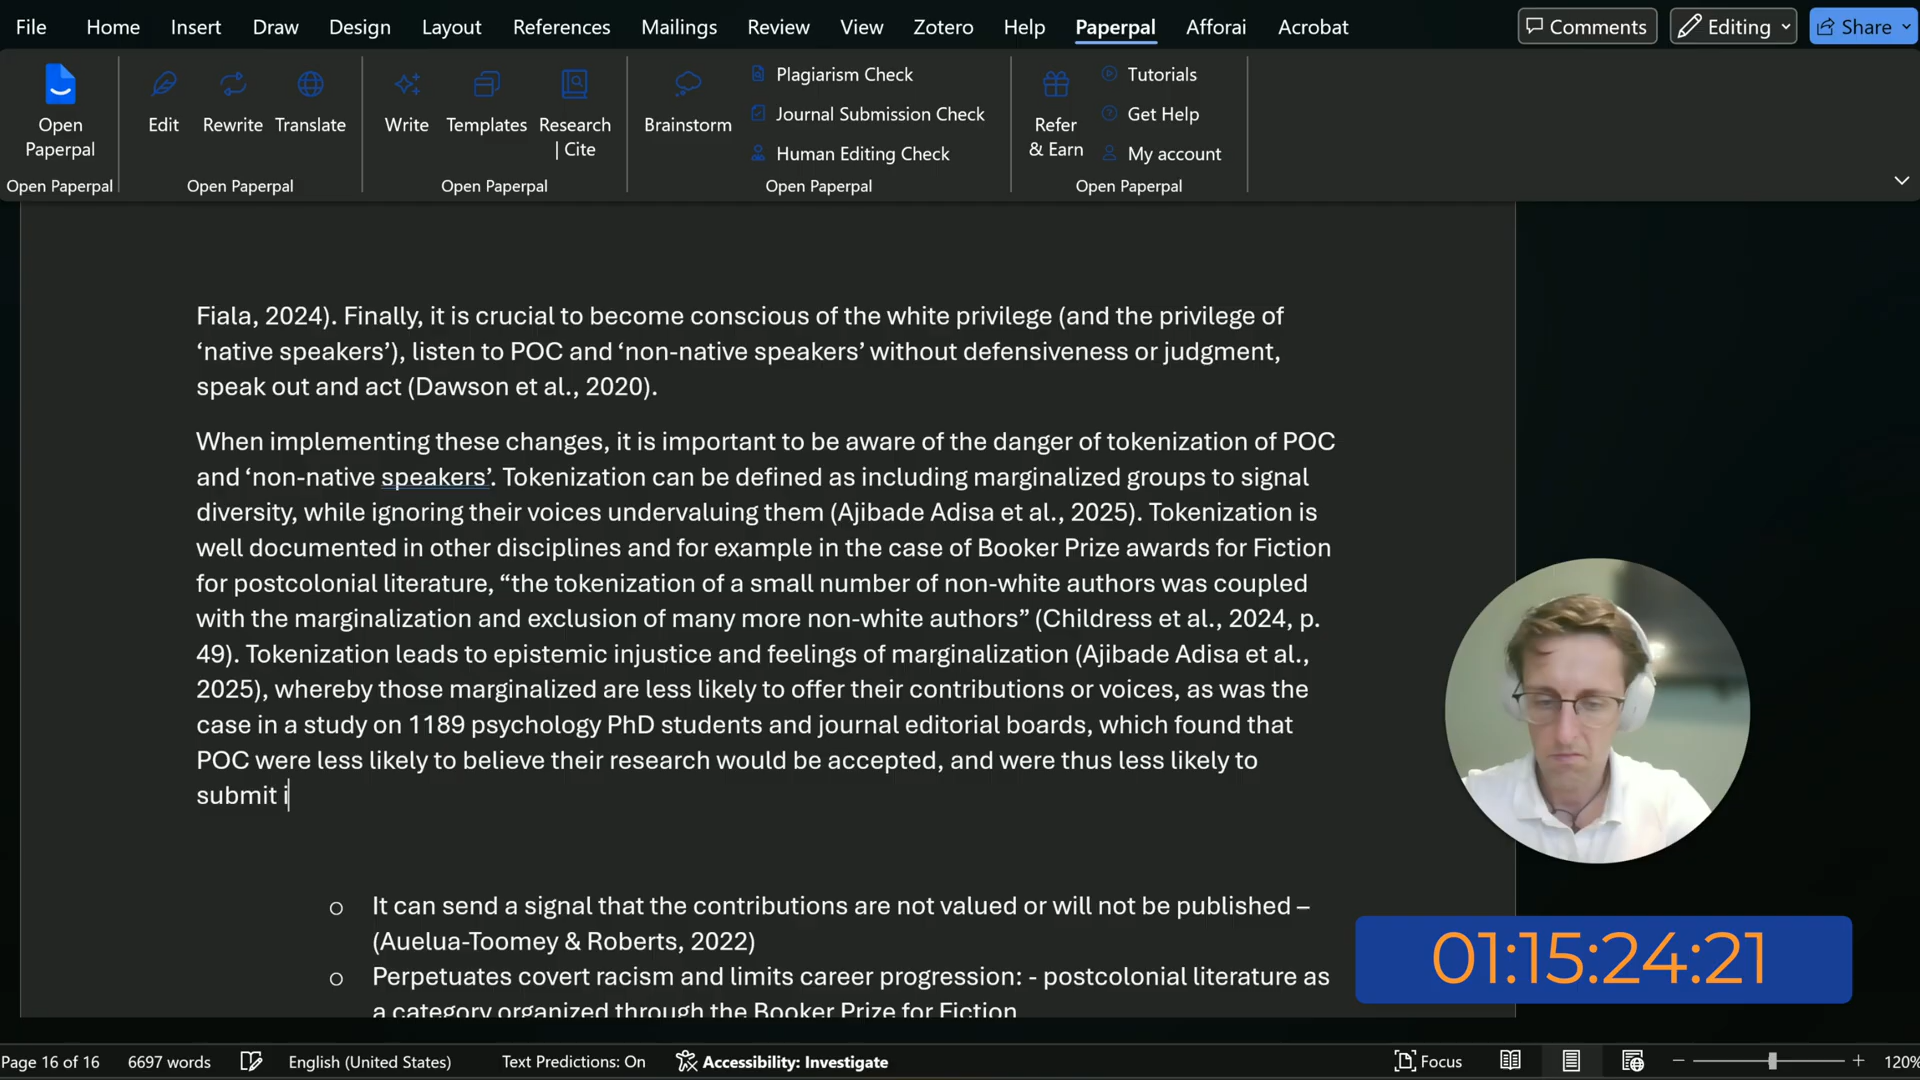 File Home Insert Draw Design Layout References Mailings Review View Zotero Help Paperpal Afforai Acrobat Comments Editing Share
Open Paperpal
Edit Rewrite Translate
Write Templates Research | Cite
Brainstorm
Plagiarism Check
Journal Submission Check
Human Editing Check
Refer & Earn
Tutorials
Get Help
My account
Open Paperpal Open Paperpal Open Paperpal Open Paperpal Open Paperpal
Fiala, 2024). Finally, it is crucial to become conscious of the white privilege (and the privilege of
‘native speakers’), listen to POC and ‘non-native speakers’ without defensiveness or judgment,
speak out and act (Dawson et al., 2020).
When implementing these changes, it is important to be aware of the danger of tokenization of POC
and ‘non-native speakers’. Tokenization can be defined as including marginalized groups to signal
diversity, while ignoring their voices undervaluing them (Ajibade Adisa et al., 2025). Tokenization is
well documented in other disciplines and for example in the case of Booker Prize awards for Fiction
for postcolonial literature, “the tokenization of a small number of non-white authors was coupled
with the marginalization and exclusion of many more non-white authors” (Childress et al., 2024, p.
49). Tokenization leads to epistemic injustice and feelings of marginalization (Ajibade Adisa et al.,
2025), whereby those marginalized are less likely to offer their contributions or voices, as was the
case in a study on 1189 psychology PhD students and journal editorial boards, which found that
POC were less likely to believe their research would be accepted, and were thus less likely to
submit i
o It can send a signal that the contributions are not valued or will not be published –
(Auelua-Toomey & Roberts, 2022)
o Perpetuates covert racism and limits career progression: - postcolonial literature as
a category organized through the Booker Prize for Fiction
01:15:24:21
Page 16 of 16 6697 words English (United States) Text Predictions: On Accessibility: Investigate Focus 120%